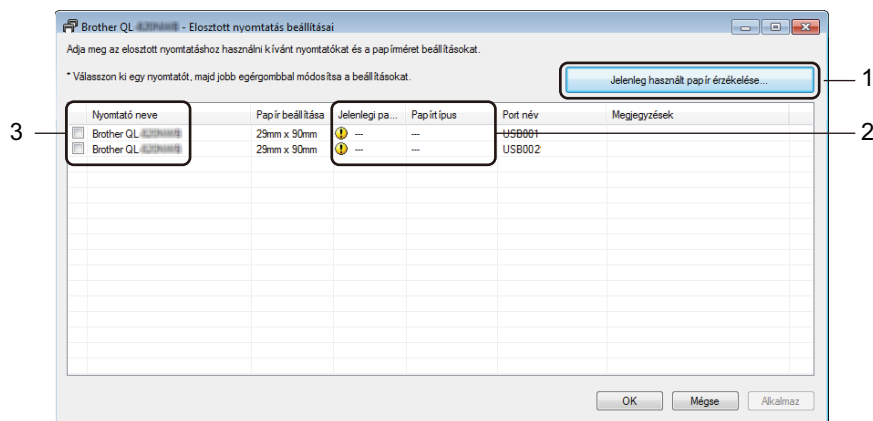 Brother QL - Elosztott nyomtatás beállításai
Adja meg az elosztott nyomtatáshoz használni kívánt nyomtatókat és a papírméret beállításokat.
* Válasszon ki egy nyomtatót, majd jobb egérgombbal módosítsa a beállításokat.
Jelenleg használt papír érzékelése...
1
Nyomtató neve Papír beállítása Jelenlegi pa... Papírtípus Port név Megjegyzések
3
Brother QL 29mm x 90mm --- --- USB001
2
Brother QL 29mm x 90mm --- --- USB002
OK Mégse Alkalmaz